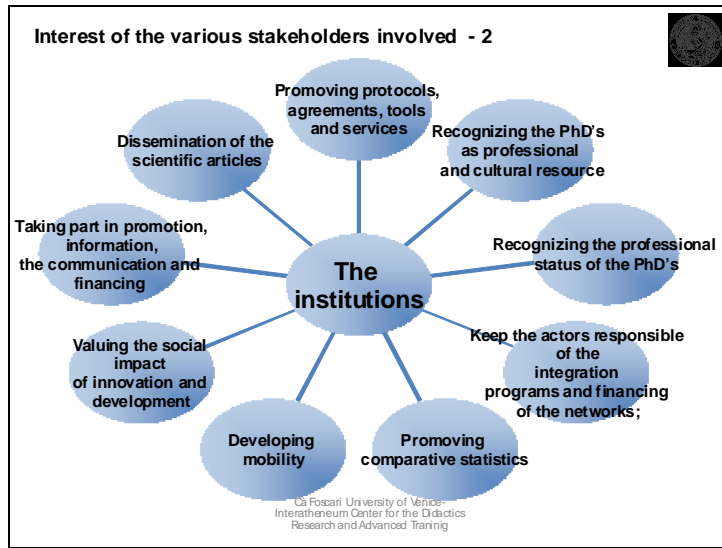 Interest of the various stakeholders involved - 2
Promoting protocols,
agreements, tools
and services
Recognizing the PhD's
as professional
and cultural resource
Dissemination of the
scientific articles
Taking part in promotion,
information,
the communication and
financing
The
institutions
Recognizing the professional
status of the PhD's
Valuing the social
impact
of innovation and
development
Keep the actors responsible
of the
integration
programs and financing
of the networks;
Developing
mobility
Promoting
comparative statistics
Cà Foscari University of Venice-
Interatheneum Center for the Didactics
Research and Advanced Traninig